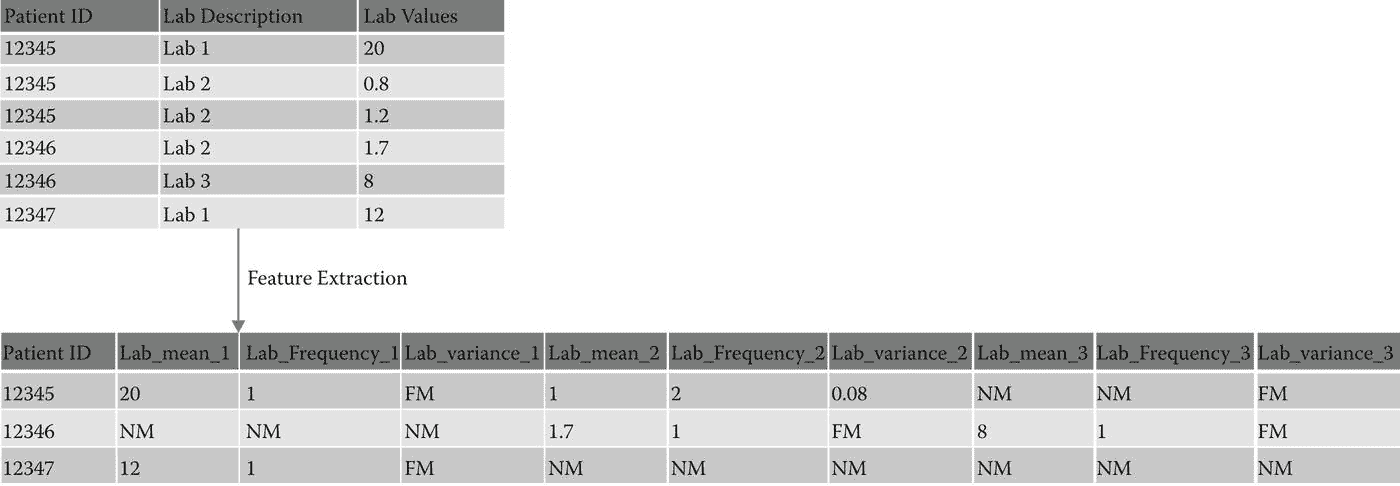 Patient ID Lab Description Lab Values
12345 Lab 1 20
12345 Lab 2 0.8
12345 Lab 2 1.2
12346 Lab 2 1.7
12346 Lab 3 8
12347 Lab 1 12
Feature Extraction
Patient ID Lab_mean_1 Lab_Frequency_1 Lab_variance_1 Lab_mean_2 Lab_Frequency_2 Lab_variance_2 Lab_mean_3 Lab_Frequency_3 Lab_variance_3
12345 20 1 FM 1 2 0.08 NM NM FM
12346 NM NM NM 1.7 1 FM 8 1 FM
12347 12 1 FM NM NM NM NM NM NM